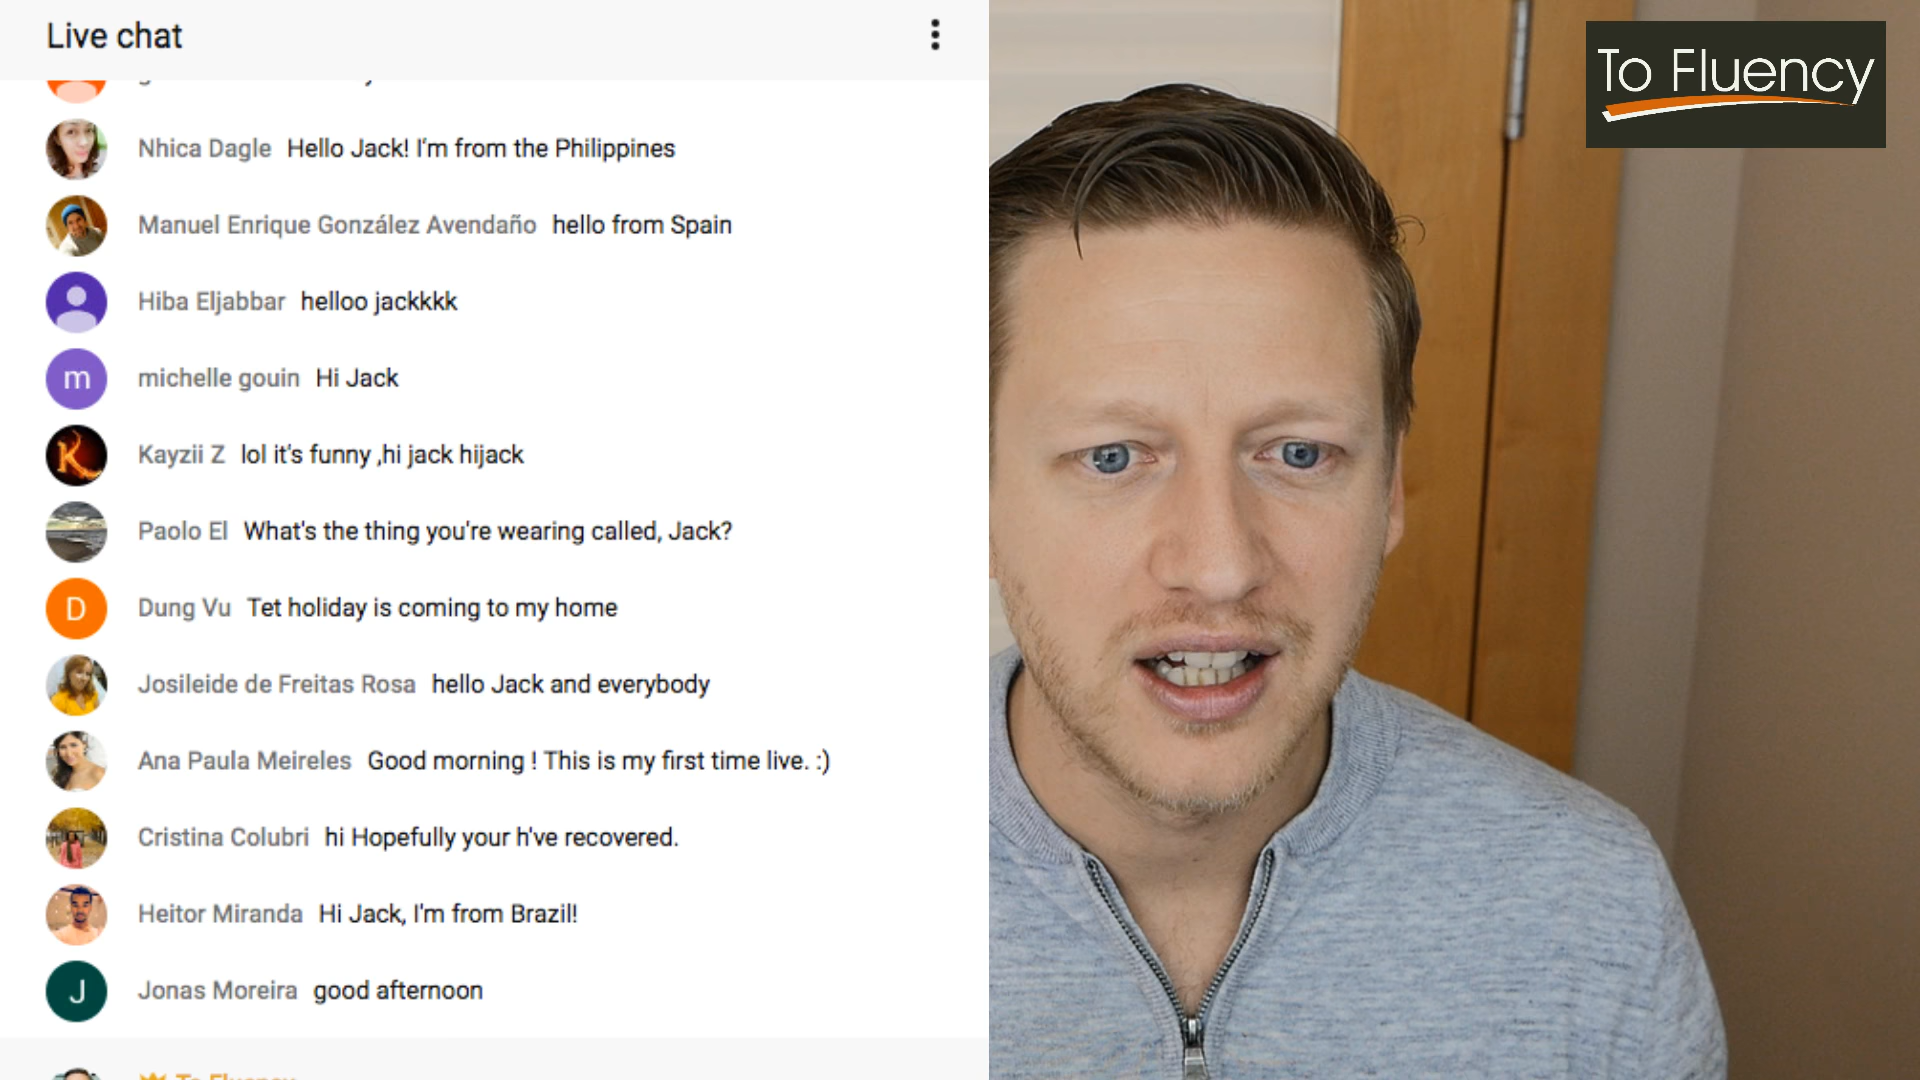 Live chat
Nhica Dagle Hello Jack! I'm from the Philippines
Manuel Enrique González Avendaño hello from Spain
Hiba Eljabbar helloo jackkkk
m
michelle gouin Hi Jack
K
Kayzii Z lol it's funny ,hi jack hijack
Paolo El What's the thing you're wearing called, Jack?
D
Dung Vu Tet holiday is coming to my home
Josileide de Freitas Rosa hello Jack and everybody
Ana Paula Meireles Good morning ! This is my first time live. :)
Cristina Colubri hi Hopefully your h've recovered.
Heitor Miranda Hi Jack, I'm from Brazil!
J
Jonas Moreira good afternoon
To Fluency
To Fluency